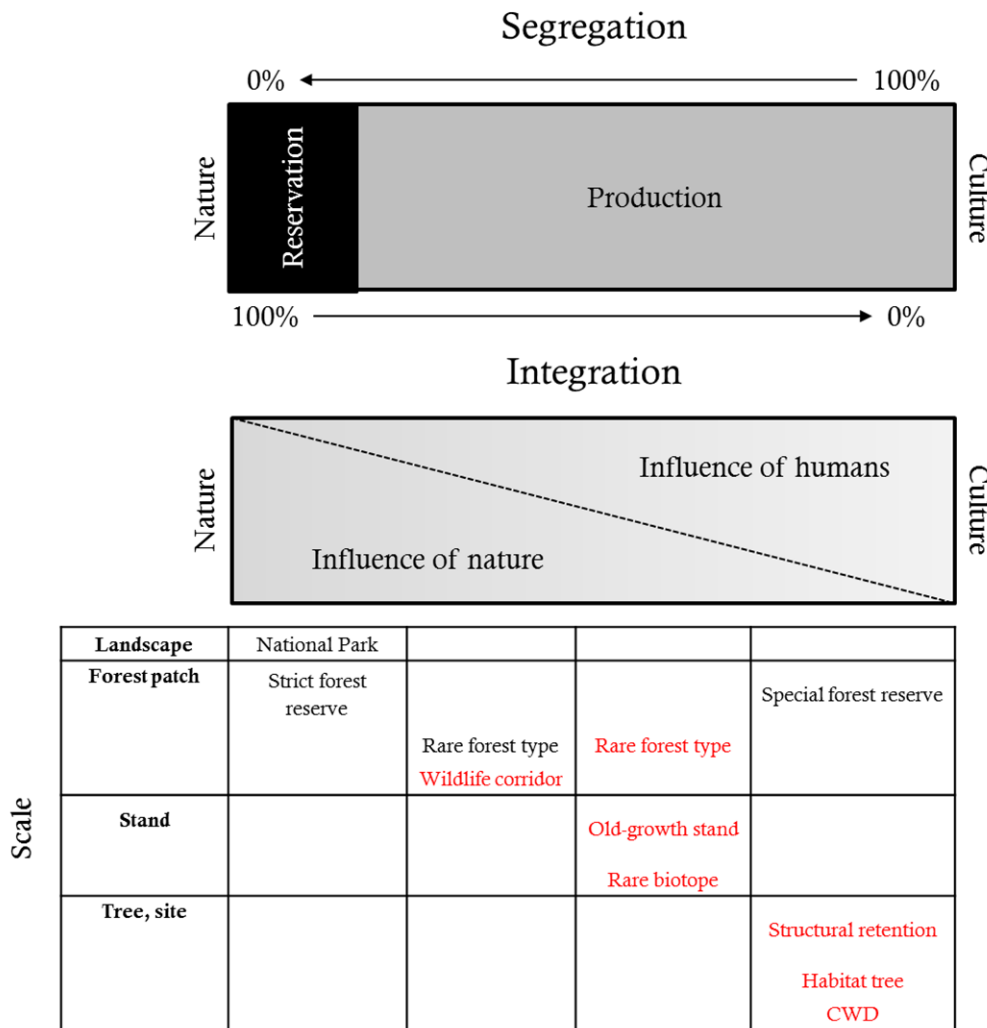 Segregation
0% 100%
Nature
Reservation
Production
Culture
100% 0%
Integration
Nature
Influence of humans
Influence of nature
Culture
Scale
Landscape National Park
Forest patch
Strict forest
reserve
Special forest reserve
Rare forest type Rare forest type
Wildlife corridor
Stand
Old-growth stand
Rare biotope
Tree, site
Structural retention
Habitat tree
CWD